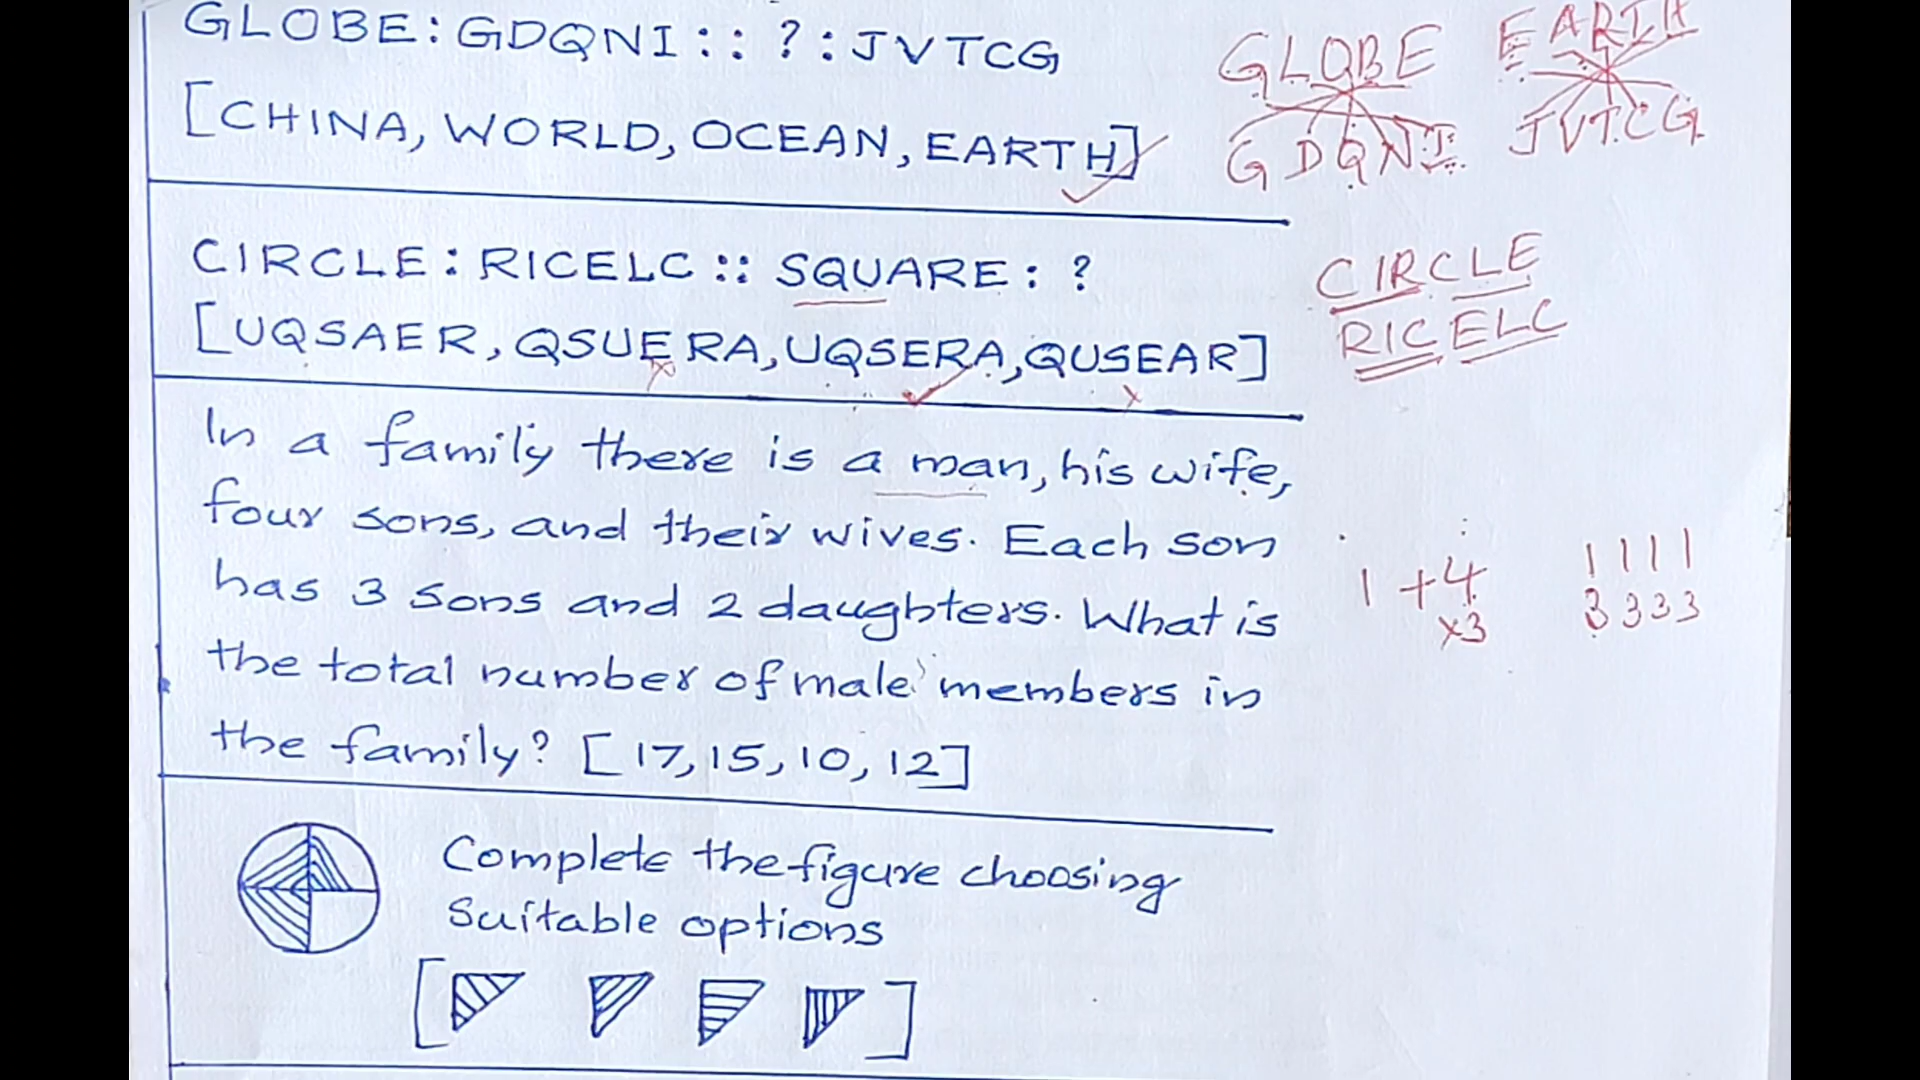 GLOBE:GDQNI::?:JVTCG
[CHINA, WORLD, OCEAN, EARTH]
GLOBE
GDQNI
EARTH
JVTCG
CIRCLE:RICELC::SQUARE:?
[UQSAER, QSUERA, UQSERA, QUSEAR]
CIRCLE
RICELC
In a family there is a man, his wife,
four sons, and their wives. Each son
has 3 sons and 2 daughters. What is
the total number of male members in
the family? [17, 15, 10, 12]
1+4
x3
1 1 1 1
3 3 3 3
Complete the figure choosing
suitable options